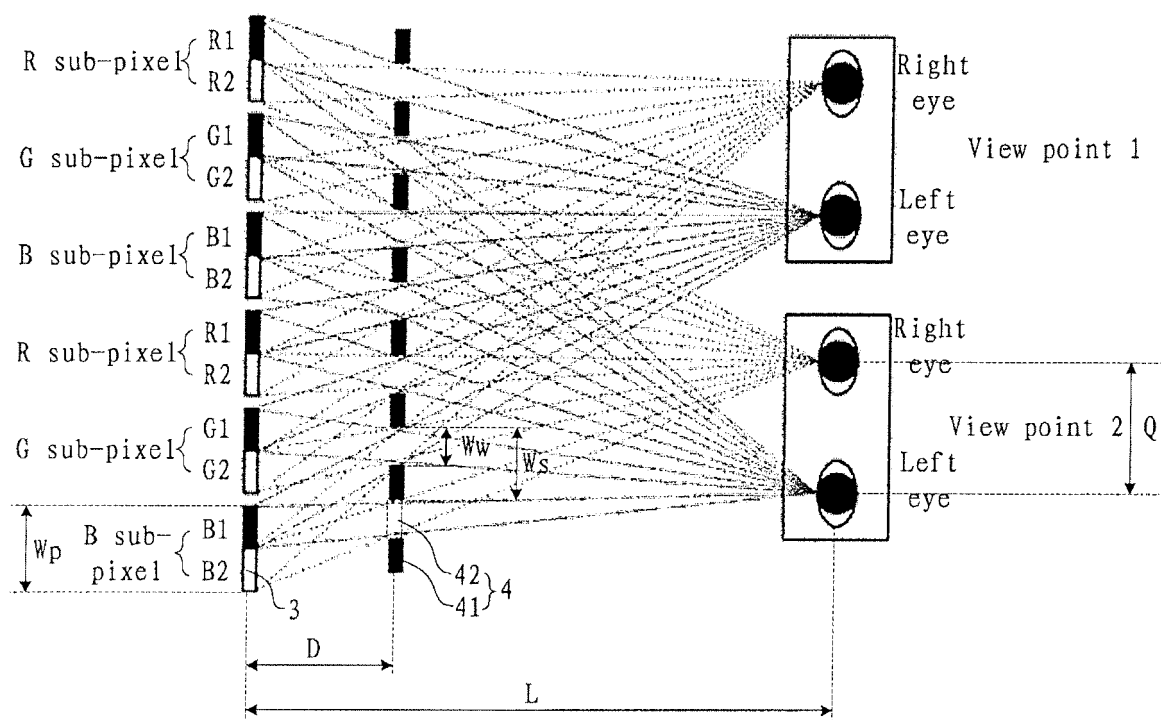 R sub-pixel
R1
R2
G sub-pixel
G1
G2
B sub-pixel
B1
B2
R sub-pixel
R1
R2
G sub-pixel
G1
G2
Wp
B sub-
pixel
B1
B2
3
42
41
4
Ww
Ws
D
L
Right
eye
View point 1
Left
eye
Right
eye
View point 2
Q
Left
eye